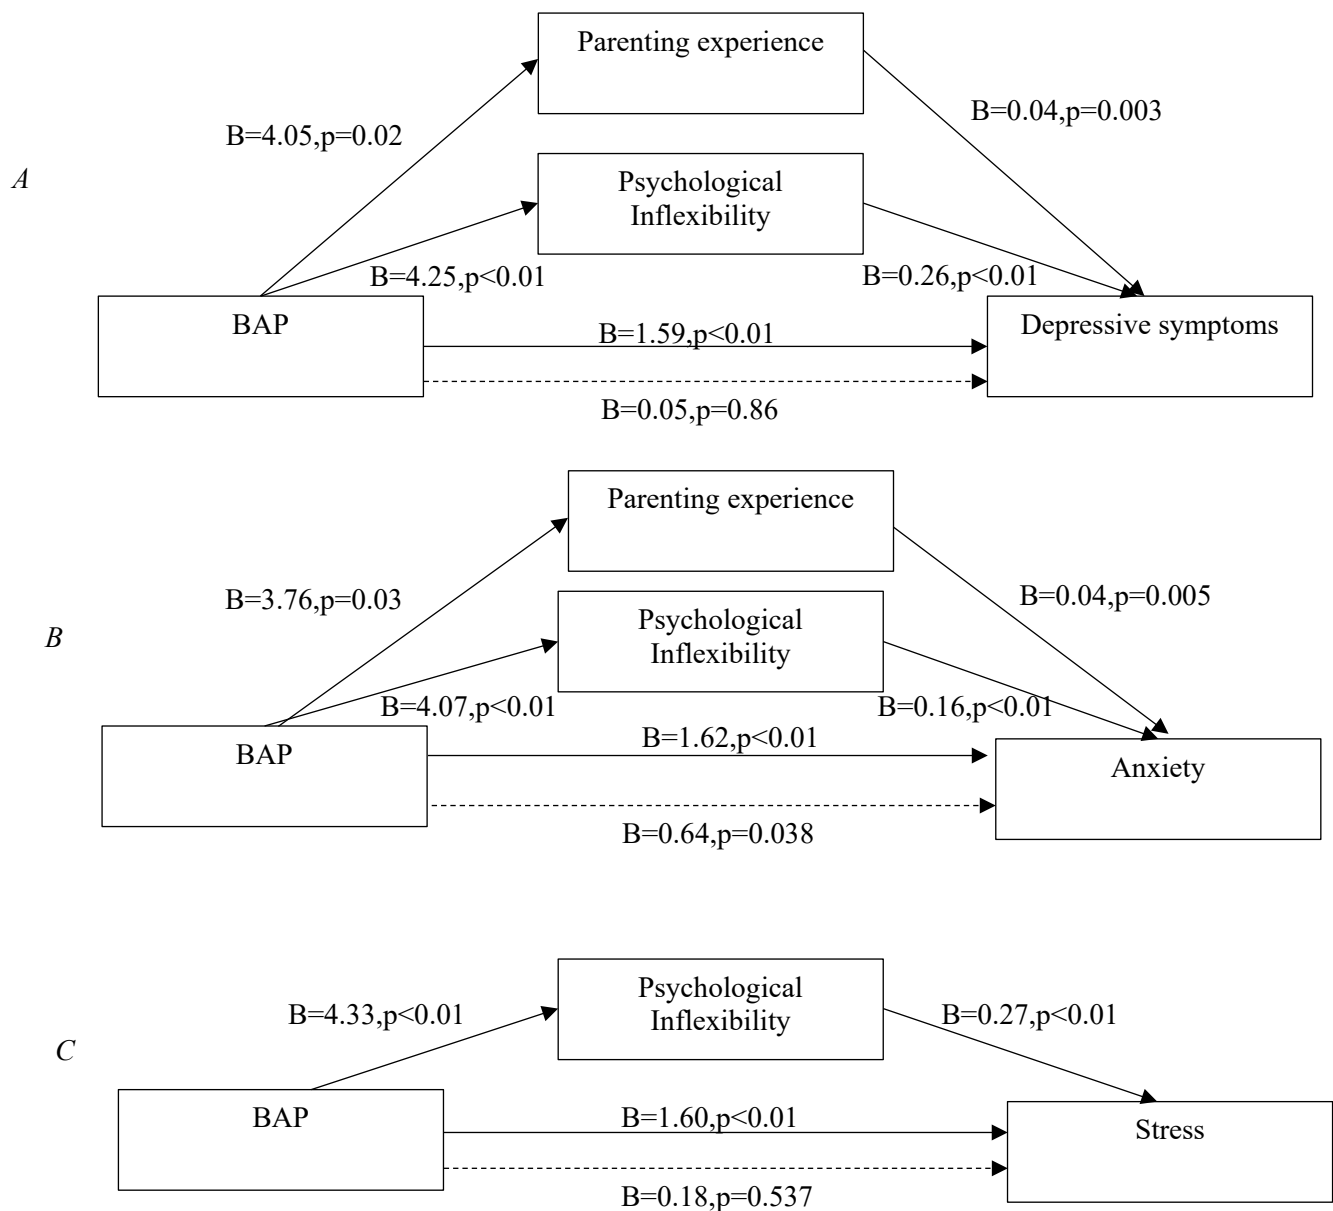 Parenting experience
B=0.04,p=0.003
B=4.05,p=0.02
A
Psychological
Inflexibility
B=4.25,p<0.01
B=0.26,p<0.01
BAP
B=1.59,p<0.01
Depressive symptoms
B=0.05,p=0.86
Parenting experience
B=3.76,p=0.03
B=0.04,p=0.005
B
Psychological
Inflexibility
B=4.07,p<0.01
B=0.16,p<0.01
BAP
B=1.62,p<0.01
Anxiety
B=0.64,p=0.038
Psychological
Inflexibility
B=4.33,p<0.01
B=0.27,p<0.01
C
BAP
B=1.60,p<0.01
Stress
B=0.18,p=0.537